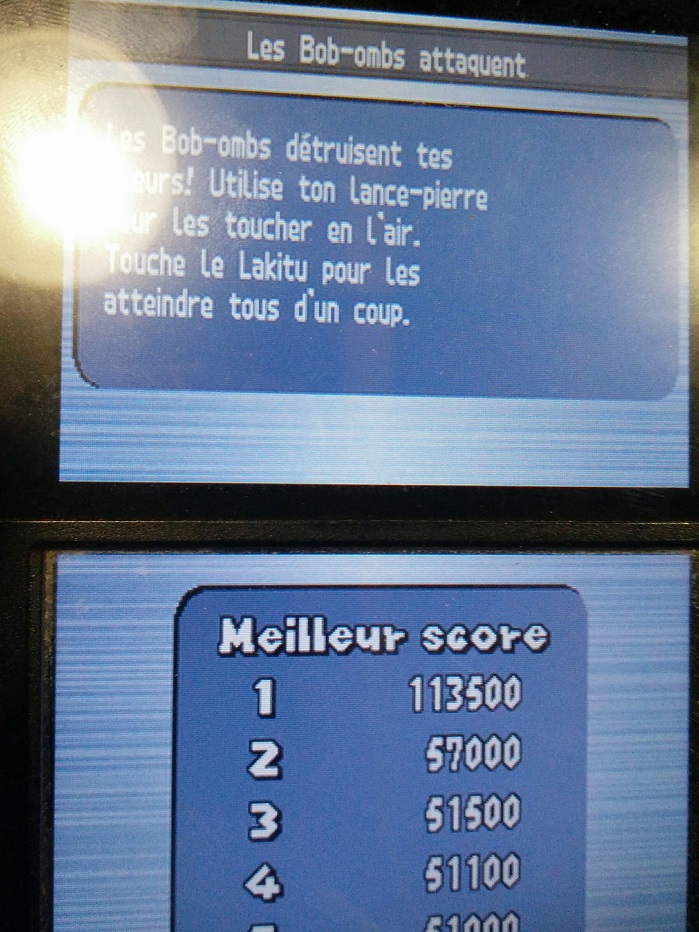 Les Bob-ombs attaquent
Les Bob-ombs détruisent tes
! Utilise ton lance-pierre
les toucher en l'air.
Touche le Lakitu pour les
atteindre tous d'un coup.
Meilleur score
1 113500
2 57000
3 51500
4 51100